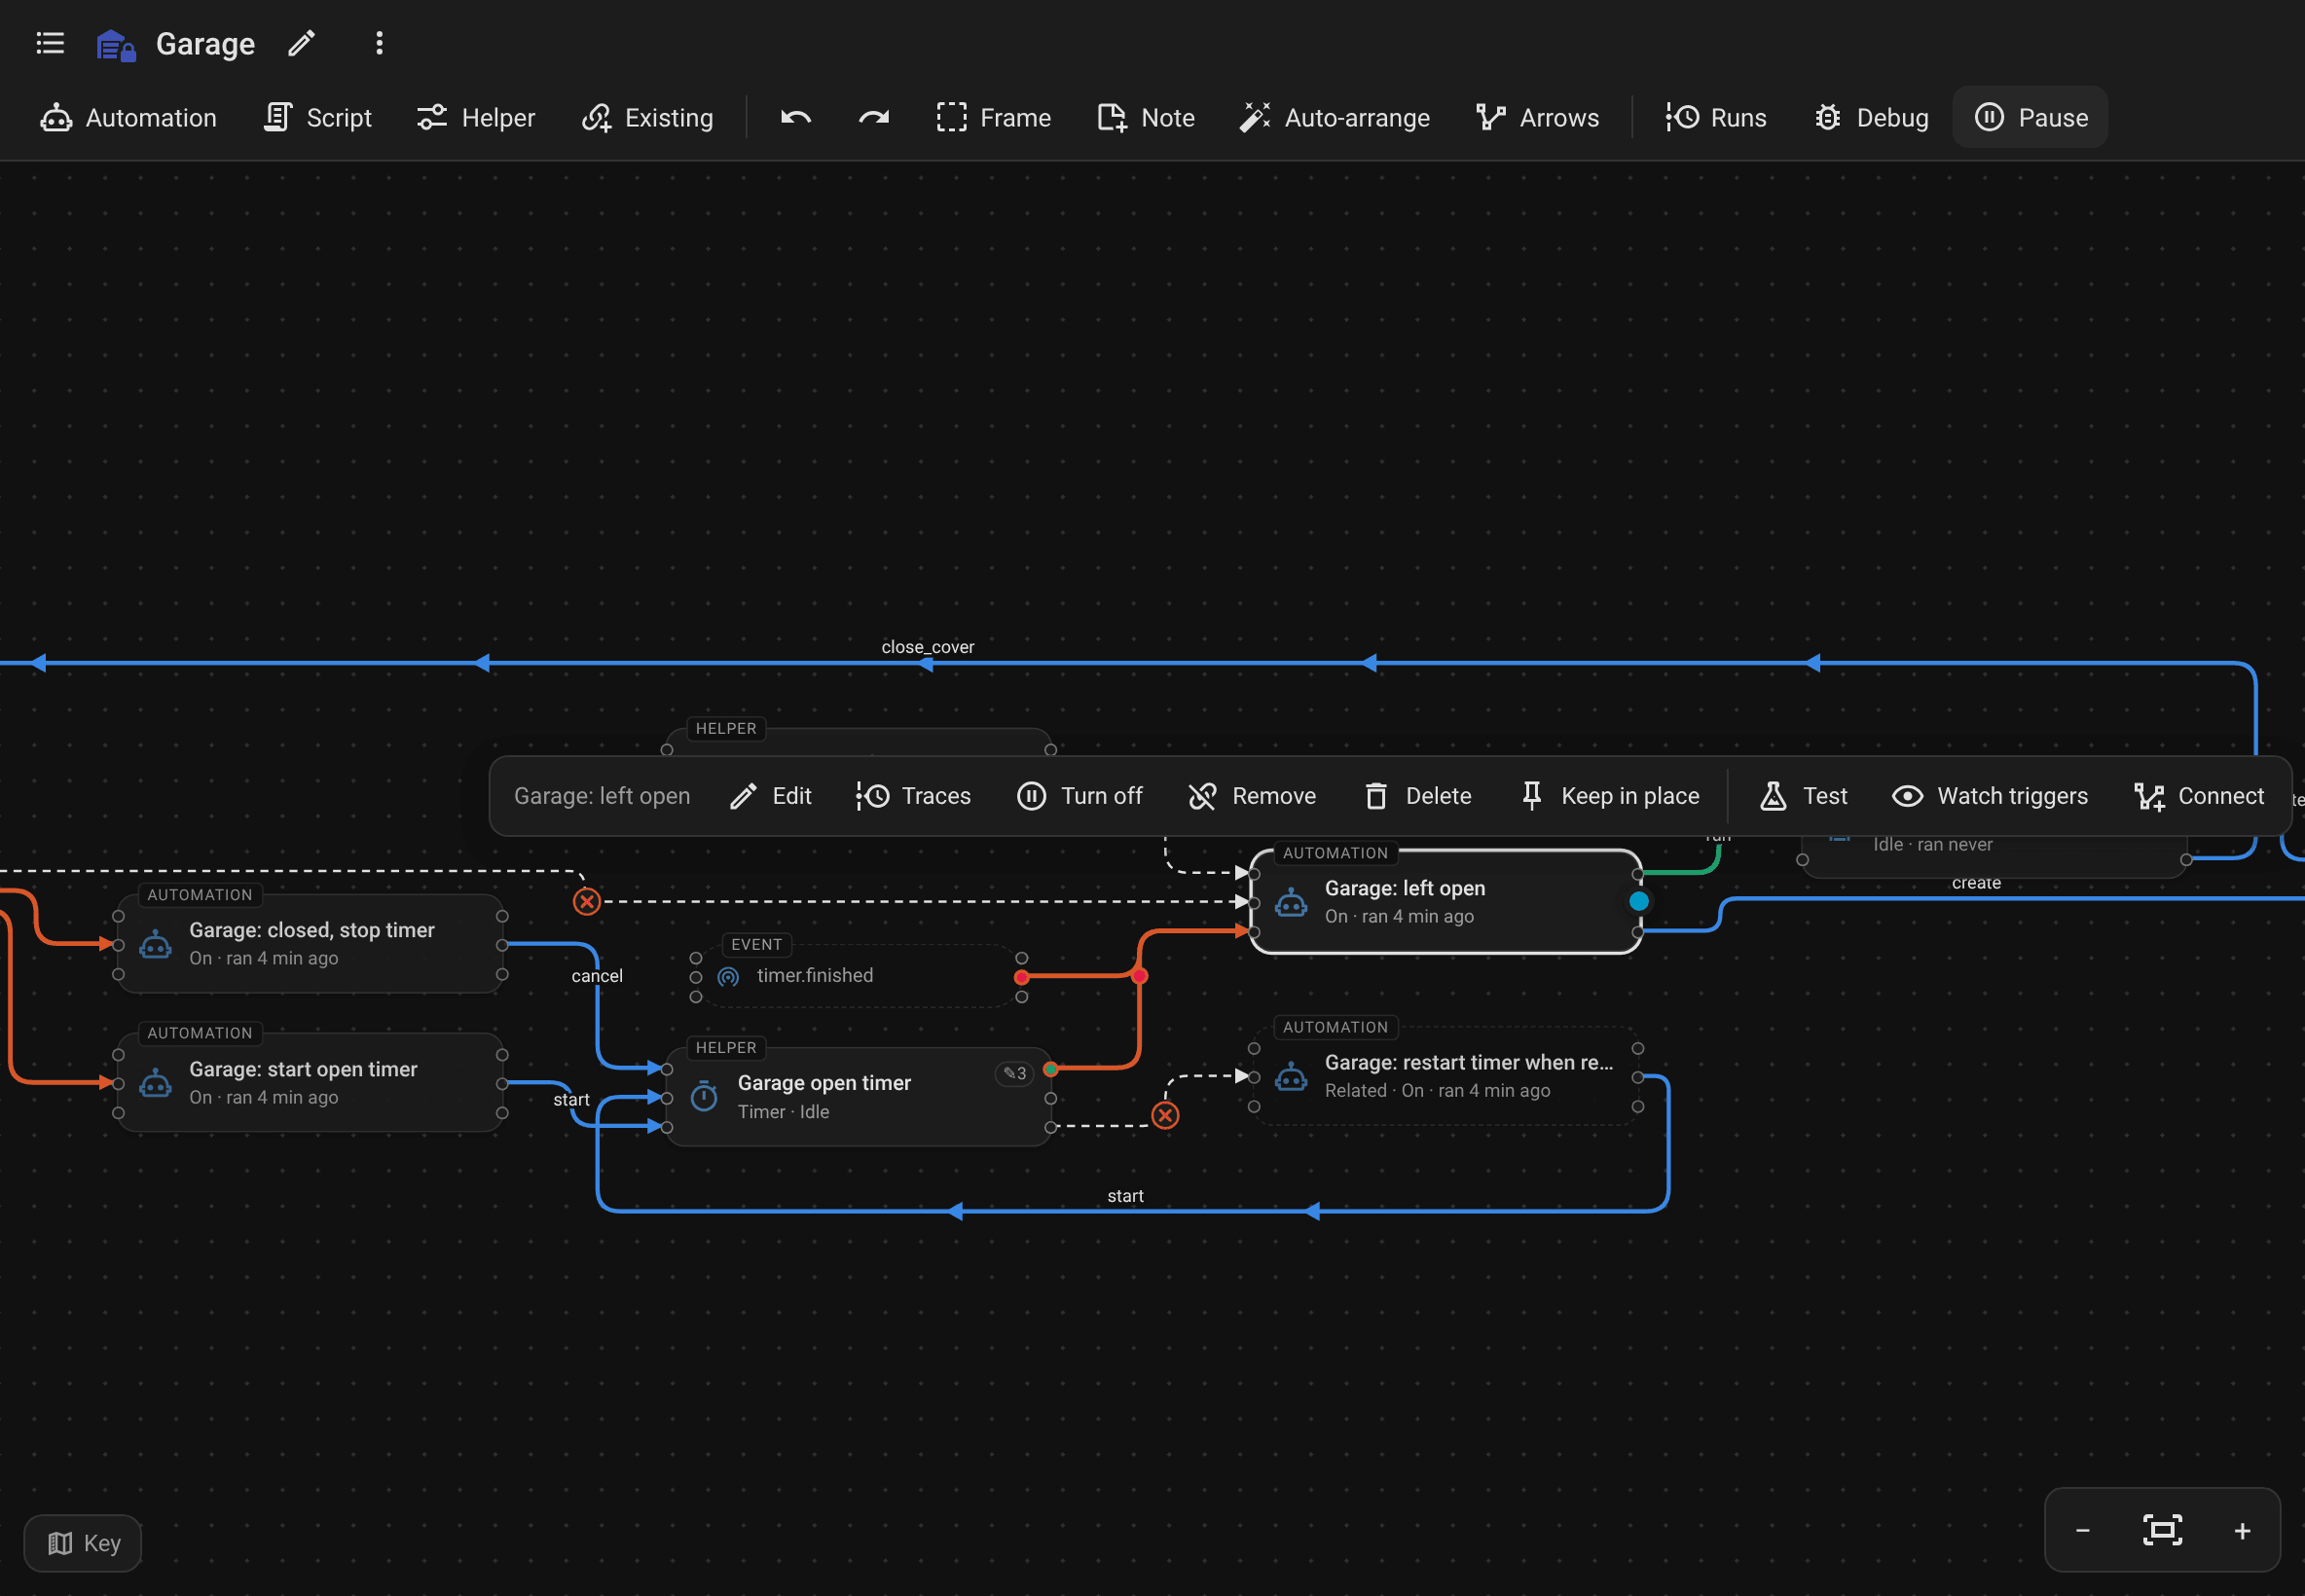 Garage
Automation
Script
Helper
Existing
Frame
Note
Auto-arrange
Arrows
Runs
Debug
Pause
close_cover
HELPER
Garage: left open
Edit
Traces
Turn off
Remove
Delete
Keep in place
Test
Watch triggers
Connect
run
Idle · ran never
create
AUTOMATION
Garage: left open
On · ran 4 min ago
AUTOMATION
Garage: closed, stop timer
On · ran 4 min ago
cancel
EVENT
timer.finished
AUTOMATION
Garage: start open timer
On · ran 4 min ago
start
HELPER
Garage open timer
Timer · Idle
✎3
AUTOMATION
Garage: restart timer when re...
Related · On · ran 4 min ago
start
Key